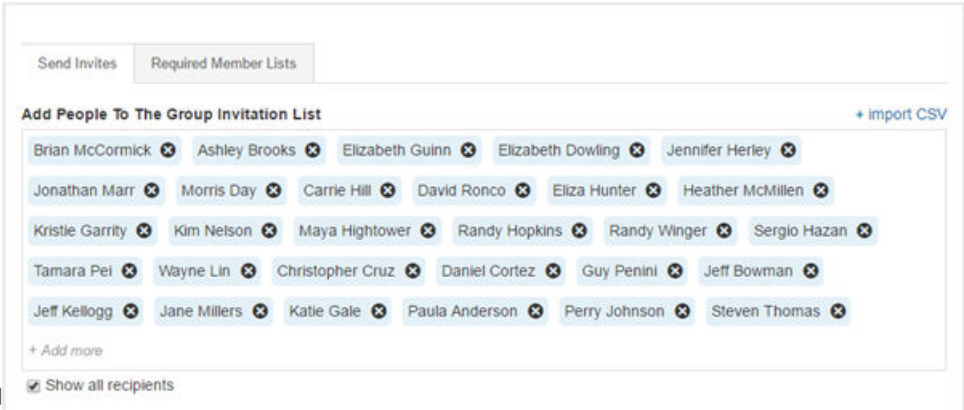 Send Invites Required Member Lists
Add People To The Group Invitation List + import CSV
Brian McCormick Ashley Brooks Elizabeth Guinn Elizabeth Dowling Jennifer Herley
Jonathan Marr Morris Day Carrie Hill David Ronco Eliza Hunter Heather McMillen
Kristie Garrity Kim Nelson Maya Hightower Randy Hopkins Randy Winger Sergio Hazan
Tamara Pei Wayne Lin Christopher Cruz Daniel Cortez Guy Penini Jeff Bowman
Jeff Kellogg Jane Millers Katie Gale Paula Anderson Perry Johnson Steven Thomas
+ Add more
Show all recipients